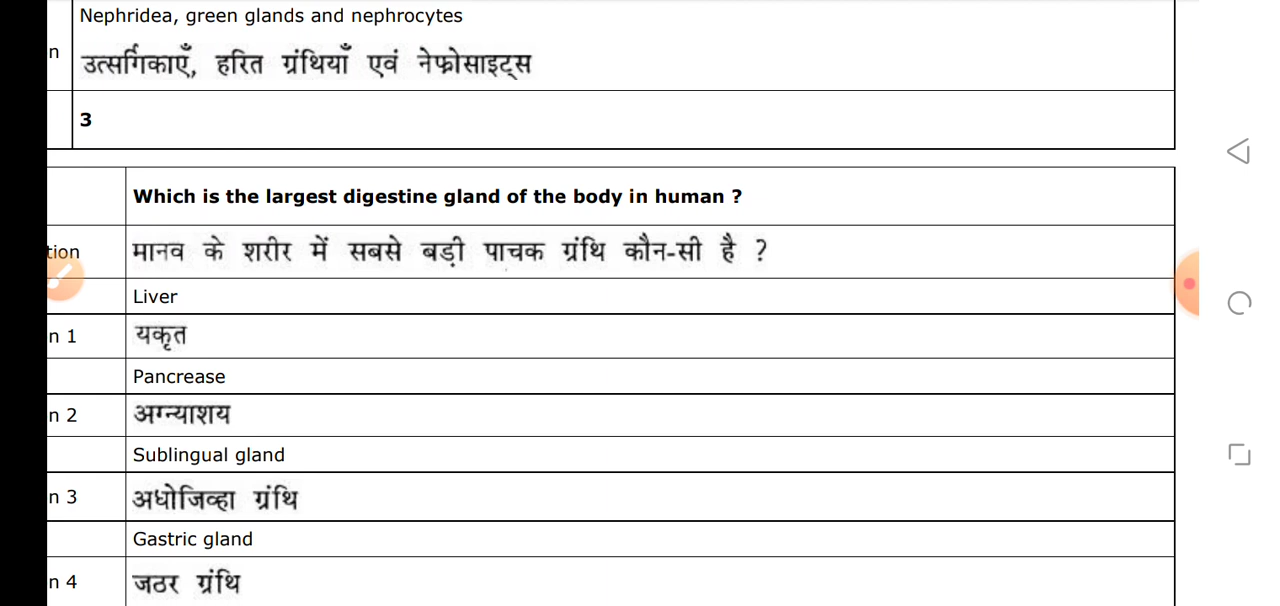 Nephridea, green glands and nephrocytes
n
उत्सर्गिकाएँ, हरित ग्रंथियाँ एवं नेफ्रोसाइट्स
3
Which is the largest digestine gland of the body in human ?
tion
मानव के शरीर में सबसे बड़ी पाचक ग्रंथि कौन-सी है ?
Liver
n 1
यकृत
Pancrease
n 2
अग्न्याशय
Sublingual gland
n 3
अधोजिव्हा ग्रंथि
Gastric gland
n 4
जठर ग्रंथि